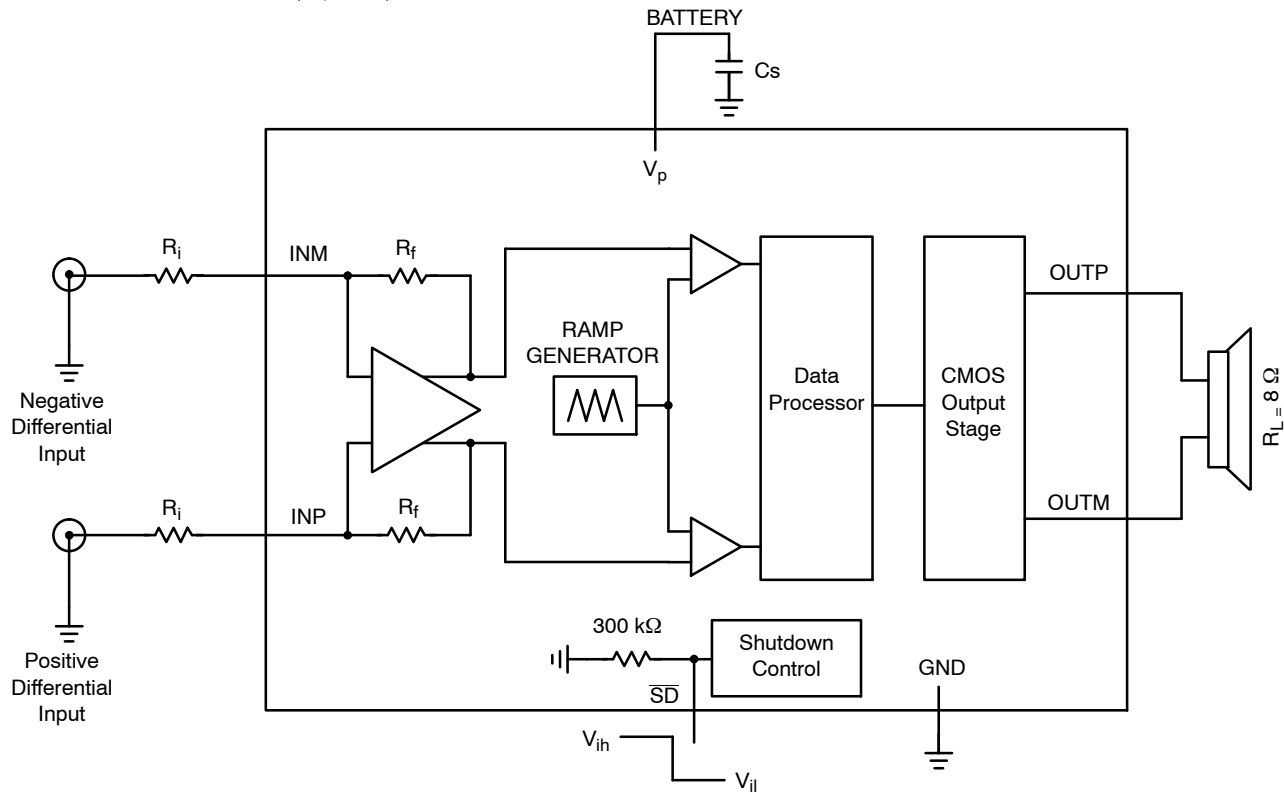 BATTERY
Cs
Vp
Ri
INM
Rf
RAMP
GENERATOR
Data
Processor
CMOS
Output
Stage
OUTP
OUTM
RL = 8 Ω
Negative
Differential
Input
Ri
INP
Rf
Positive
Differential
Input
300 kΩ
Shutdown
Control
SD
GND
Vih
Vil